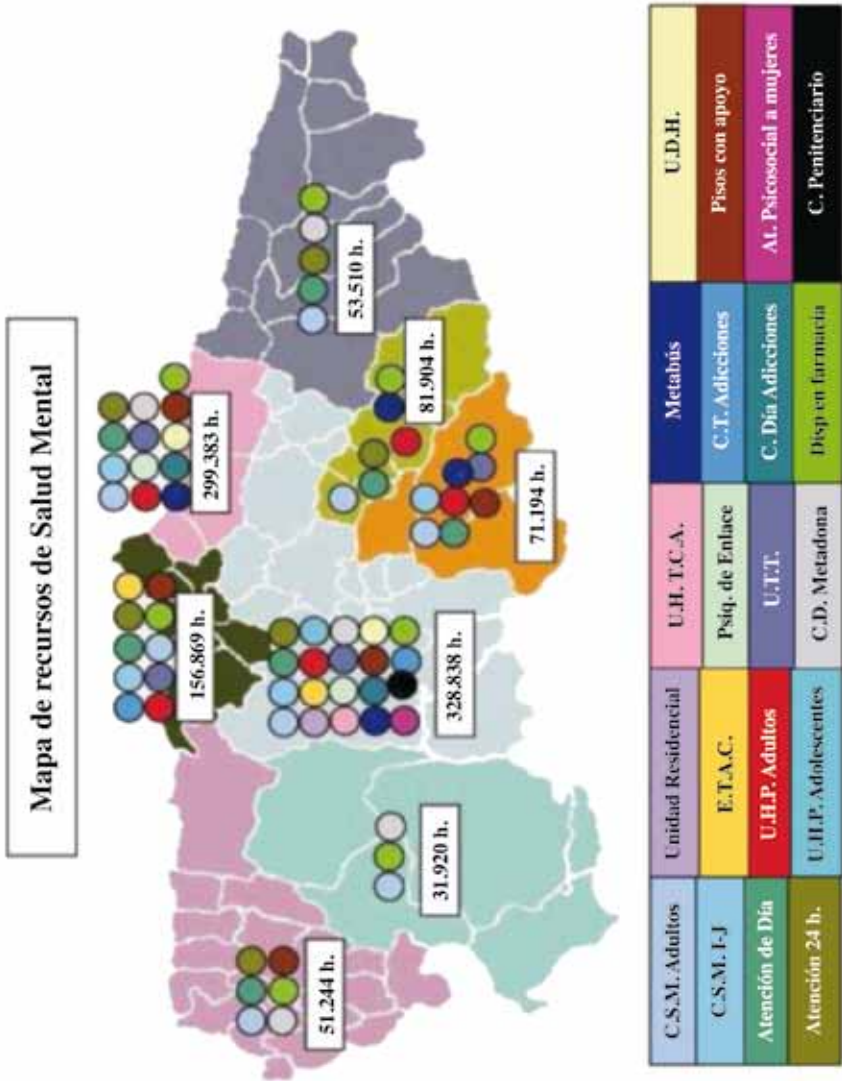 Mapa de recursos de Salud Mental
156.869 h.
299.383 h.
51.244 h.
53.510 h.
81.904 h.
31.920 h.
328.838 h.
71.194 h.
C.S.M. Adultos
Unidad Residencial
U.H. T.C.A.
Metabús
U.D.H.
C.S.M. I-J
E.T.A.C.
Psiq. de Enlace
C.T. Adicciones
Pisos con apoyo
Atención de Día
U.H.P. Adultos
U.T.T.
C. Día Adicciones
At. Psicosocial a mujeres
Atención 24 h.
U.H.P. Adolescentes
C.D. Metadona
Disp en farmacia
C. Penitenciario